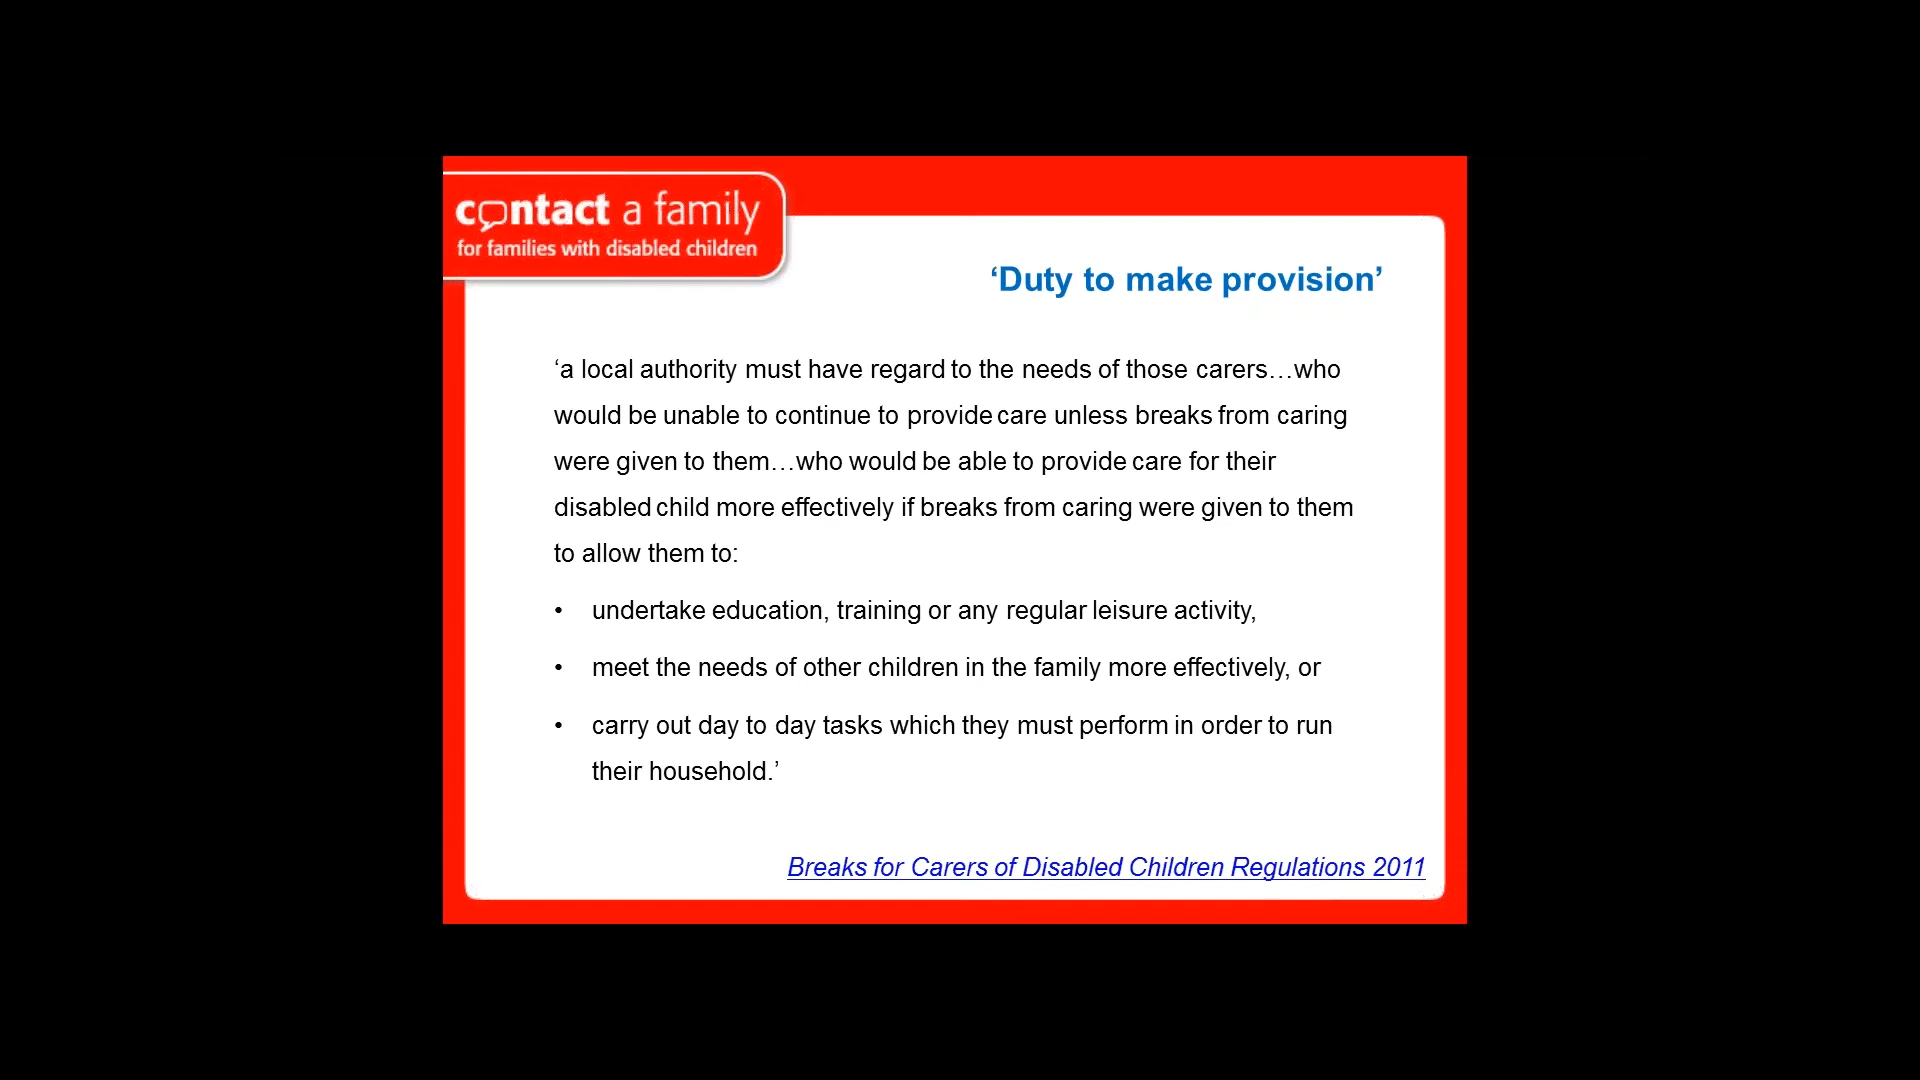 contact a family
for families with disabled children
‘Duty to make provision’
‘a local authority must have regard to the needs of those carers…who
would be unable to continue to provide care unless breaks from caring
were given to them…who would be able to provide care for their
disabled child more effectively if breaks from caring were given to them
to allow them to:
• undertake education, training or any regular leisure activity,
• meet the needs of other children in the family more effectively, or
• carry out day to day tasks which they must perform in order to run
their household.’
Breaks for Carers of Disabled Children Regulations 2011